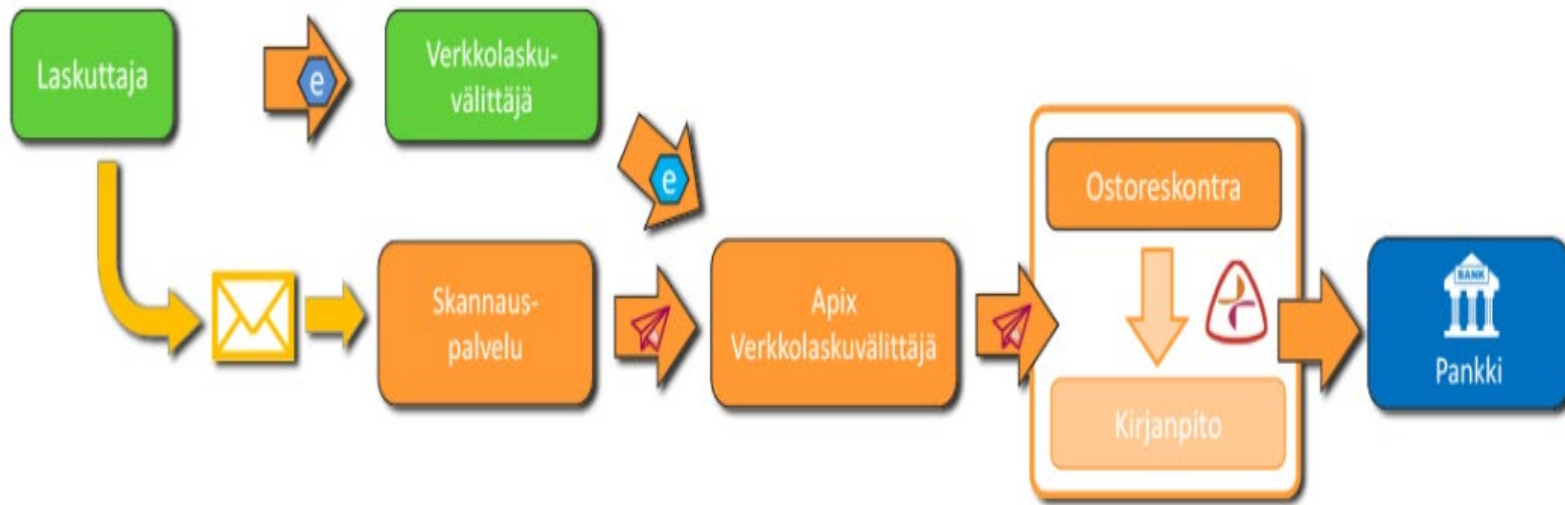 Laskuttaja
e
Verkkolasku-
välittäjä
e
Ostoreskontra
Skannaus-
palvelu
Apix
Verkkolaskuvälittäjä
Kirjanpito
BANK
Pankki